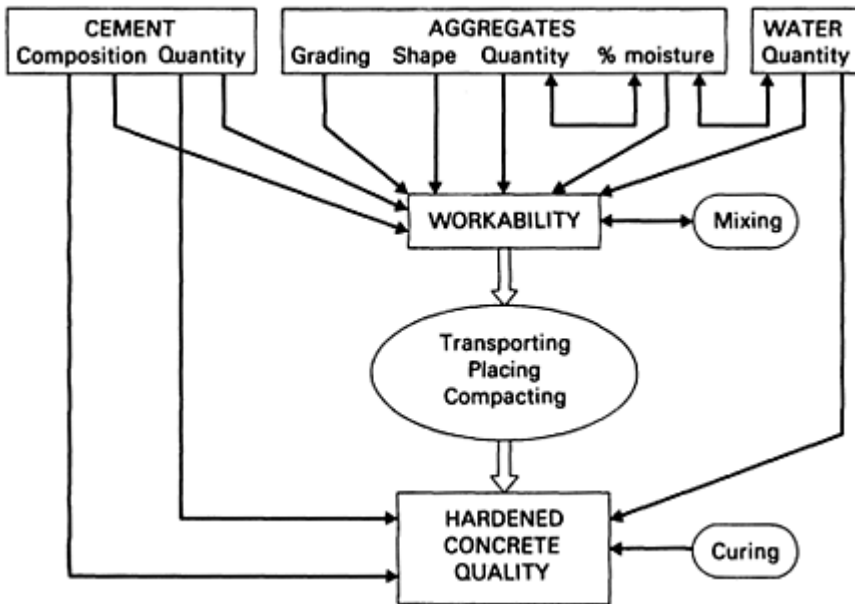 CEMENT
Composition Quantity
AGGREGATES
Grading Shape Quantity % moisture
WATER
Quantity
WORKABILITY
Mixing
Transporting
Placing
Compacting
HARDENED
CONCRETE
QUALITY
Curing